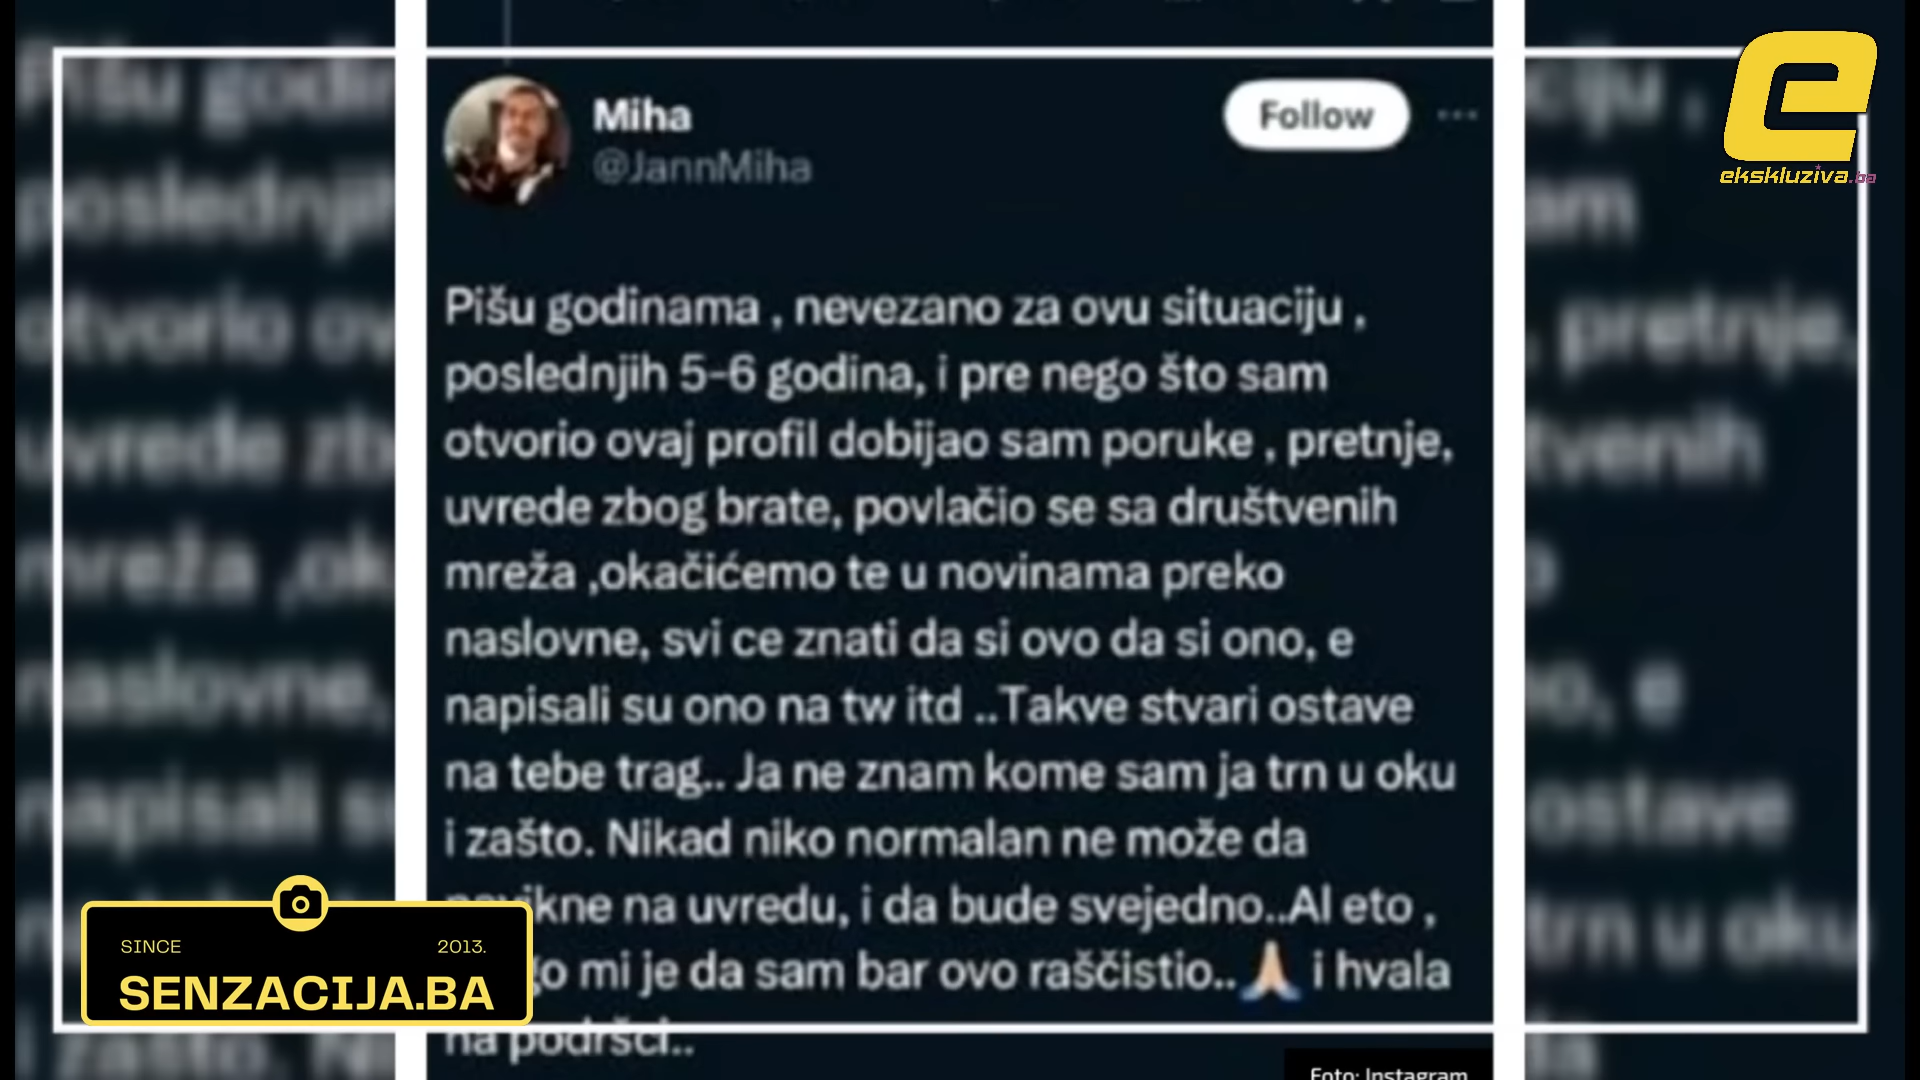 Miha
@JannMiha
Follow
ekskluziva.ba
Pišu godinama , nevezano za ovu situaciju ,
poslednjih 5-6 godina, i pre nego što sam
otvorio ovaj profil dobijao sam poruke , pretnje,
uvrede zbog brate, povlačio se sa društvenih
mreža ,okačićemo te u novinama preko
naslovne, svi ce znati da si ovo da si ono, e
napisali su ono na tw itd ..Takve stvari ostave
na tebe trag.. Ja ne znam kome sam ja trn u oku
i zašto. Nikad niko normalan ne može da
na uvredu, i da bude svejedno..Al eto ,
mi je da sam bar ovo raščistio..🙏🏼 i hvala
na podršci..
SINCE 2013.
SENZACIJA.BA
Foto: Instagram